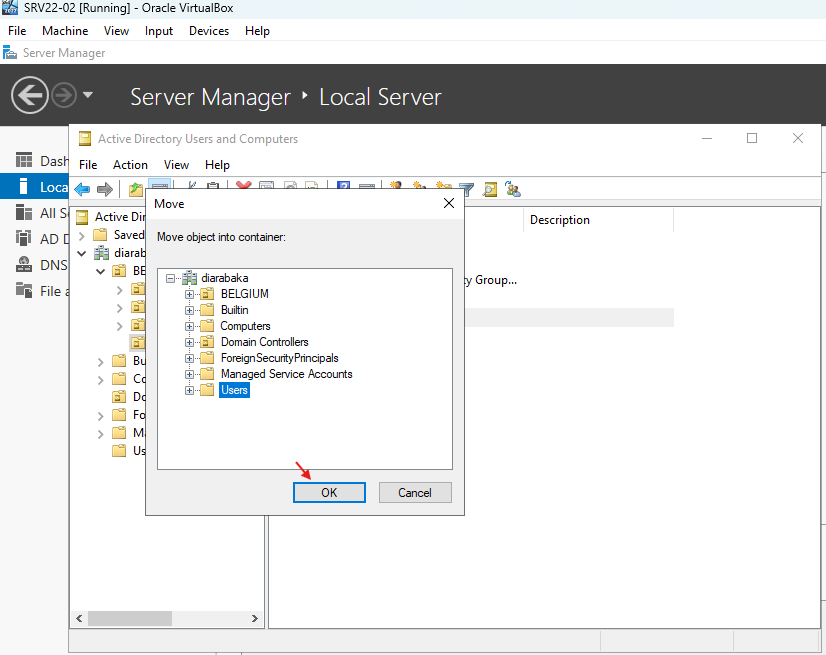 SRV22-02 [Running] - Oracle VirtualBox
File Machine View Input Devices Help
Server Manager
Server Manager Local Server
Active Directory Users and Computers
File Action View Help
Dash
Loca
All S
AD D
DNS
File a
Active Dir
Saved
diarab
BE
Bu
Co
Do
Fo
Ma
Us
Move
Move object into container:
diarabaka
BELGIUM
Builtin
Computers
Domain Controllers
ForeignSecurityPrincipals
Managed Service Accounts
Users
OK Cancel
Description
ty Group...